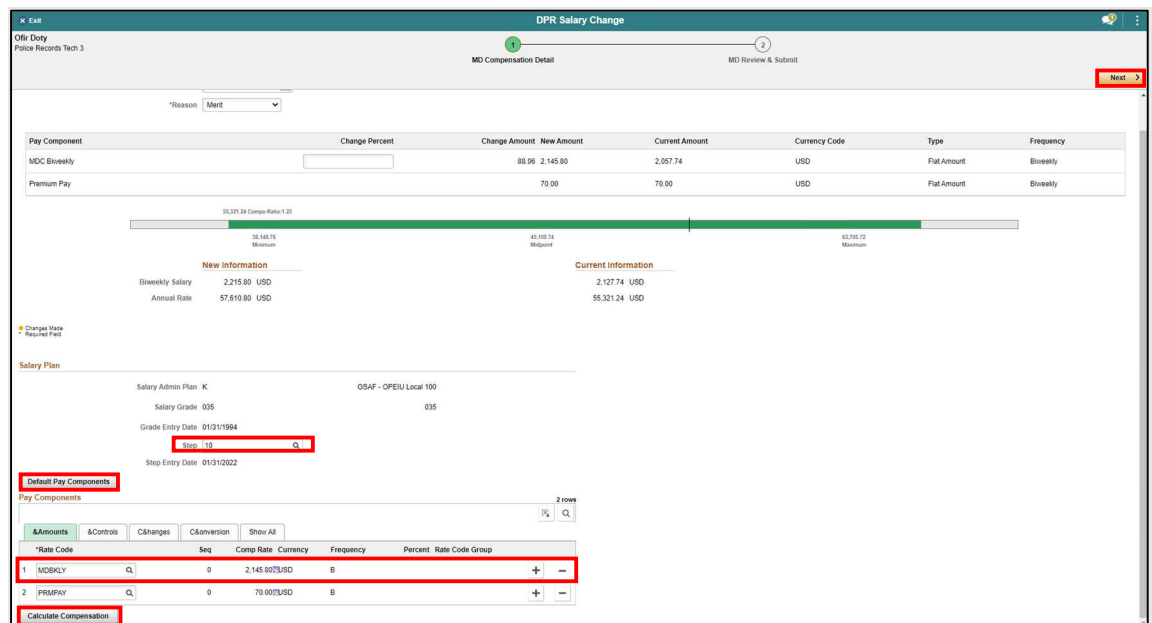 × Exit
DPR Salary Change
Ofir Doty
Police Records Tech 3
1
2
MD Compensation Detail
MD Review & Submit
Next >
*Reason Merit
Pay Component Change Percent Change Amount New Amount Current Amount Currency Code Type Frequency
MDC Biweekly 88.06 2,145.80 2,057.74 USD Flat Amount Biweekly
Premium Pay 70.00 70.00 USD Flat Amount Biweekly
55,321.24 Compa-Ratio:1.23
38,148.76
Minimum
45,109.74
Midpoint
63,705.72
Maximum
New Information Current Information
Biweekly Salary 2,215.80 USD 2,127.74 USD
Annual Rate 57,610.80 USD 55,321.24 USD
Changes Made
* Required Field
Salary Plan
Salary Admin Plan K GSAF - OPEIU Local 100
Salary Grade 035 035
Grade Entry Date 01/31/1994
Step 10
Step Entry Date 01/31/2022
Default Pay Components
Pay Components 2 rows
&Amounts &Controls C&hanges C&onversion Show All
*Rate Code Seq Comp Rate Currency Frequency Percent Rate Code Group
1 MDBKLY 0 2,145.80 USD B + −
2 PRMPAY 0 70.00 USD B + −
Calculate Compensation